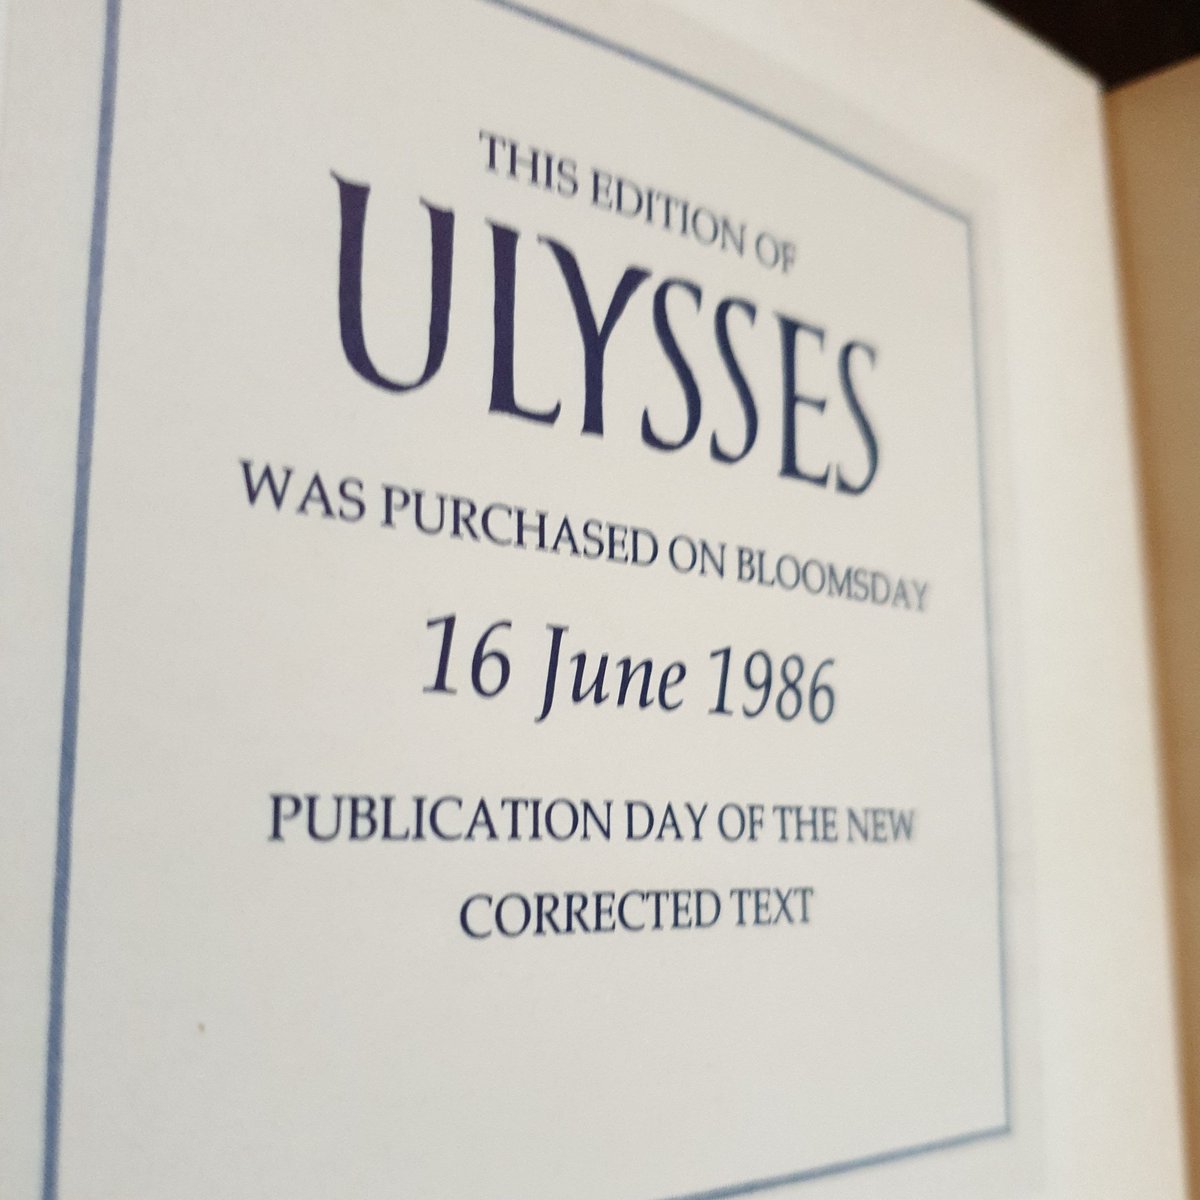 THIS EDITION OF
ULYSSES
WAS PURCHASED ON BLOOMSDAY
16 June 1986
PUBLICATION DAY OF THE NEW
CORRECTED TEXT